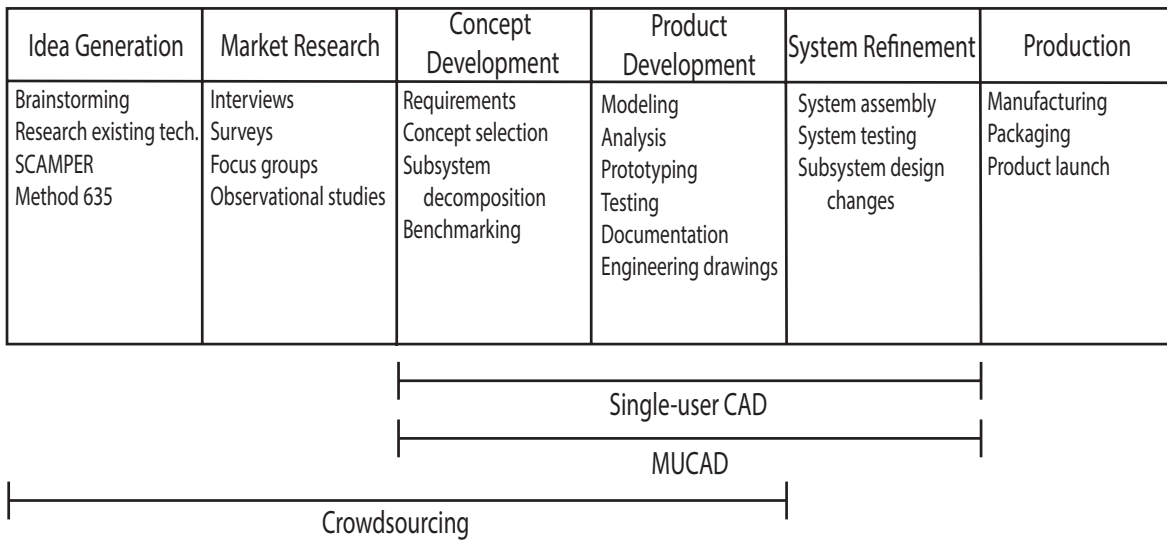 Idea Generation
Market Research
Concept
Development
Product
Development
System Refinement
Production
Brainstorming
Research existing tech.
SCAMPER
Method 635
Interviews
Surveys
Focus groups
Observational studies
Requirements
Concept selection
Subsystem
decomposition
Benchmarking
Modeling
Analysis
Prototyping
Testing
Documentation
Engineering drawings
System assembly
System testing
Subsystem design
changes
Manufacturing
Packaging
Product launch
Single-user CAD
MUCAD
Crowdsourcing